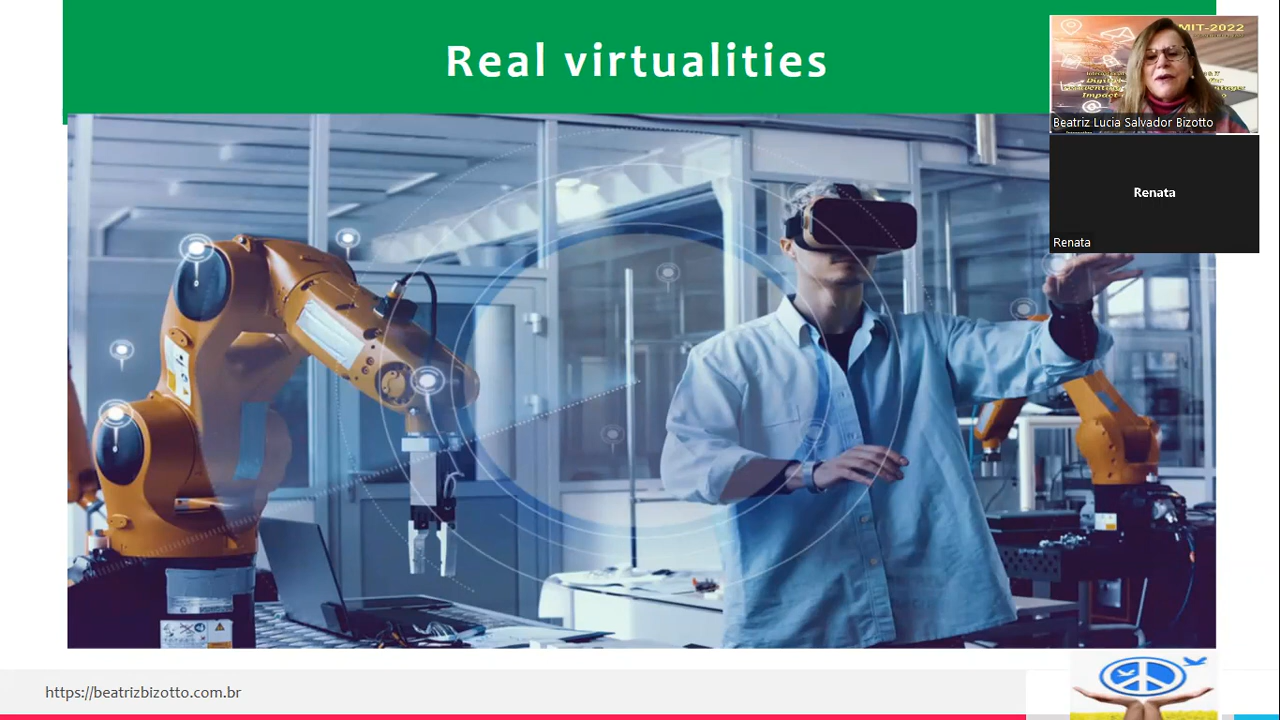 Real virtualities
MIT-2022
Beatriz Lucia Salvador Bizotto
Renata
Renata
https://beatrizbizotto.com.br